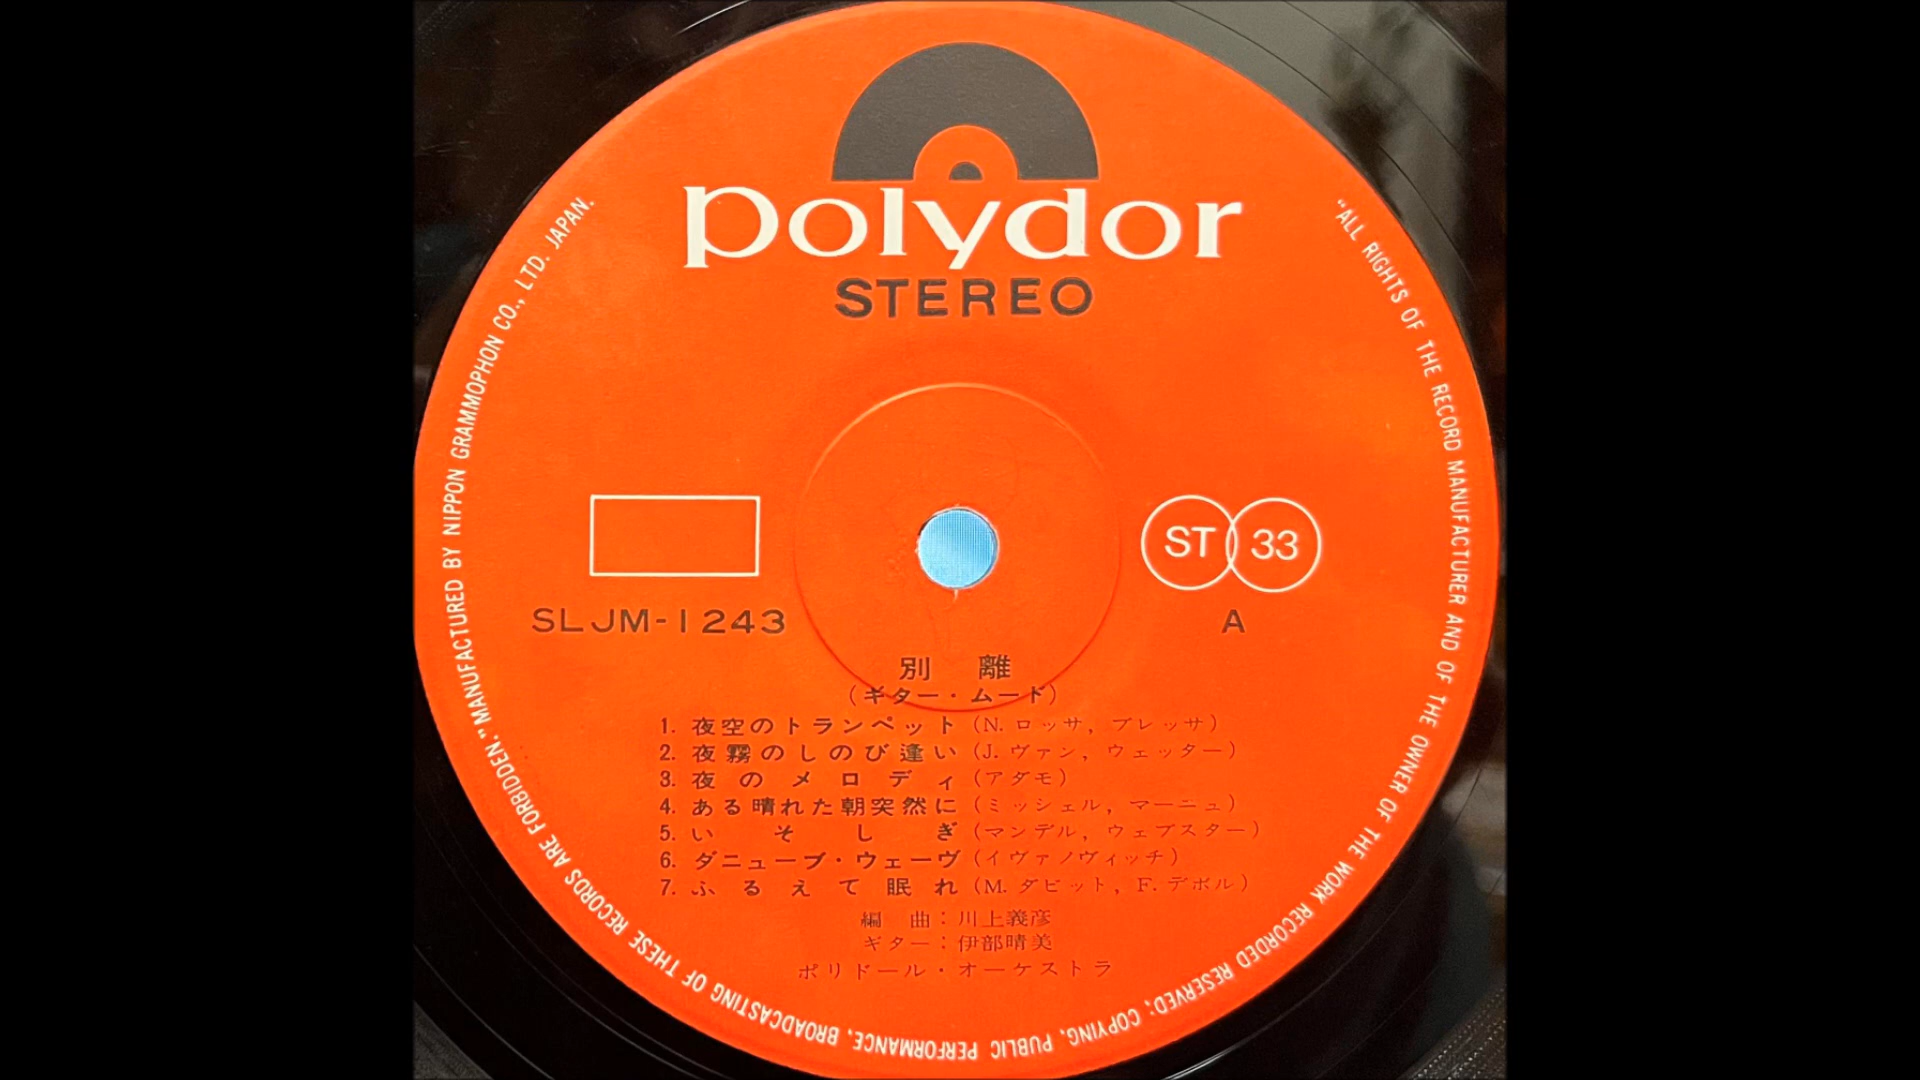 polydor
STEREO
ST 33
SLJM-1243
A
別離
(ギター・ムード)
1. 夜空のトランペット (N. ロッサ, ブレッサ)
2. 夜霧のしのび逢い (J. ヴァン, ウェッター)
3. 夜のメロディ (アダモ)
4. ある晴れた朝突然に (ミッシェル, マーニュ)
5. いそしぎ (マンデル, ウェブスター)
6. ダニューブ・ウェーヴ (イヴァノヴィッチ)
7. ふるえて眠れ (M. ダビット, F. デボル)
編曲：川上義彦
ギター：伊部晴美
ポリドール・オーケストラ
"ALL RIGHTS OF THE RECORD MANUFACTURER AND OF THE OWNER OF THE WORK RECORDED RESERVED; COPYING, PUBLIC PERFORMANCE, BROADCASTING OF THESE RECORDS ARE FORBIDDEN." MANUFACTURED BY NIPPON GRAMMOPHON CO., LTD. JAPAN.